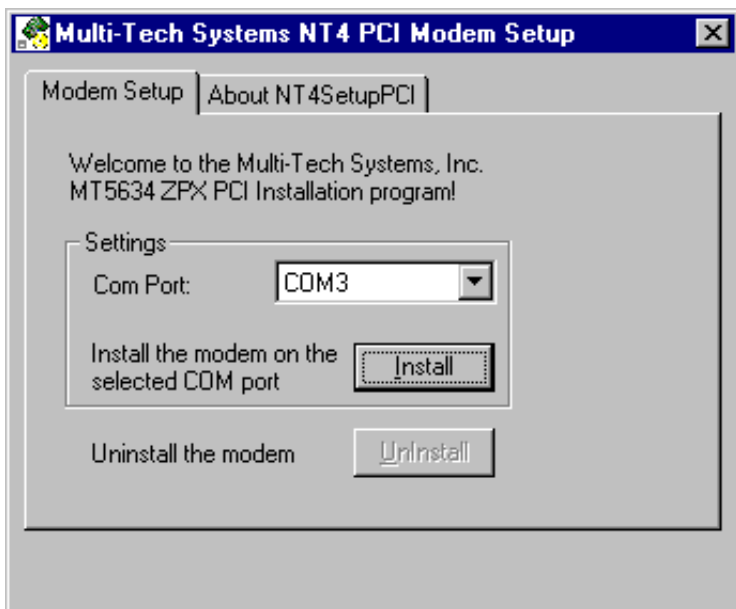 Multi-Tech Systems NT4 PCI Modem Setup
Modem Setup
About NT4SetupPCI
Welcome to the Multi-Tech Systems, Inc.
MT5634 ZPX PCI Installation program!
Settings
Com Port:
COM3
Install the modem on the
selected COM port
Install
Uninstall the modem
UnInstall